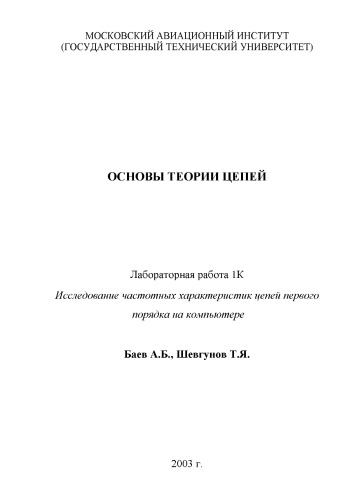 МОСКОВСКИЙ АВИАЦИОННЫЙ ИНСТИТУТ
(ГОСУДАРСТВЕННЫЙ ТЕХНИЧЕСКИЙ УНИВЕРСИТЕТ)
ОСНОВЫ ТЕОРИИ ЦЕПЕЙ
Лабораторная работа 1К
Исследование частотных характеристик цепей первого
порядка на компьютере
Баев А.Б., Шевгунов Т.Я.
2003 г.